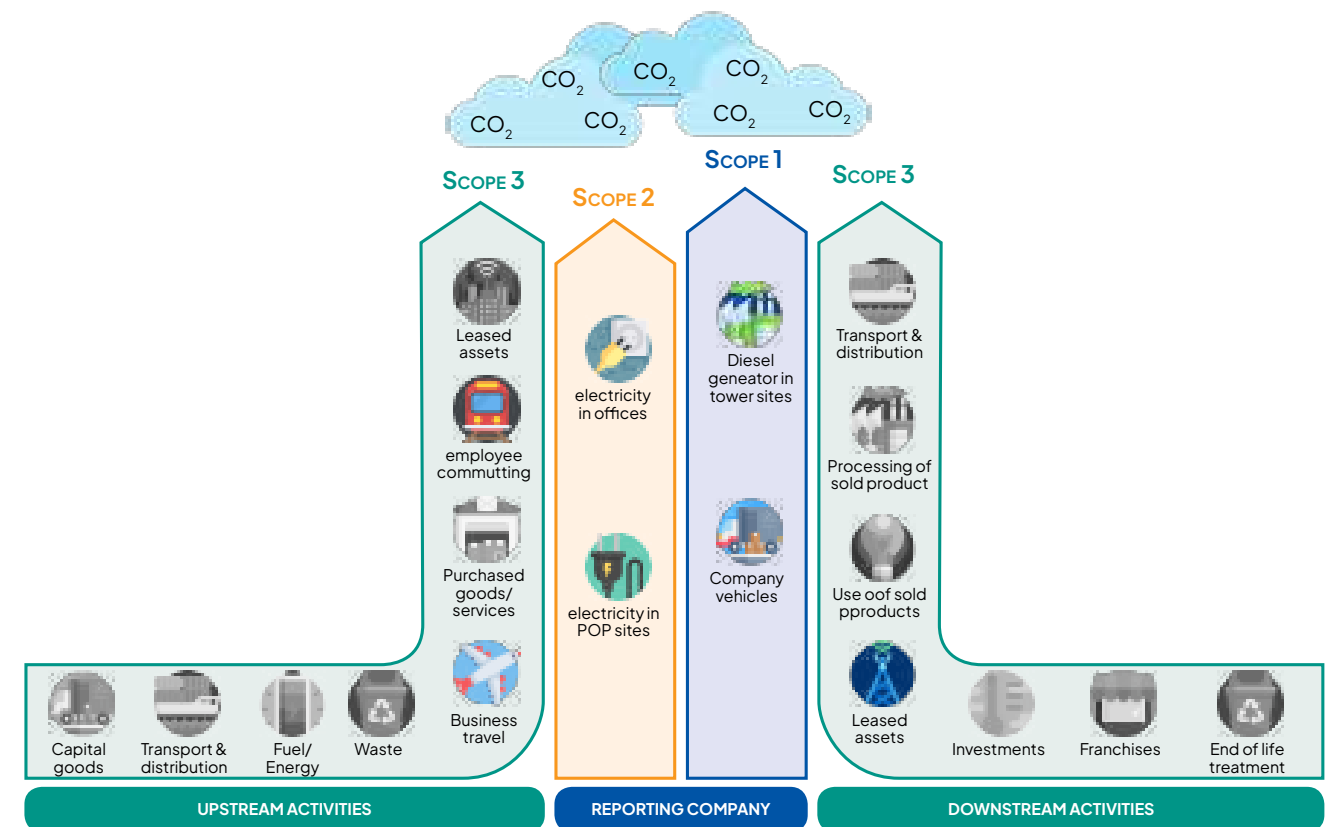 CO2
CO2
CO2
CO2
CO2
CO2
CO2
SCOPE 3
SCOPE 2
SCOPE 1
SCOPE 3
Leased
assets
employee
commutting
Purchased
goods/
services
Business
travel
Capital
goods
Transport &
distribution
Fuel/
Energy
Waste
electricity
in offices
electricity in
POP sites
Diesel
geneator in
tower sites
Company
vehicles
Transport &
distribution
Processing of
sold product
Use oof sold
pproducts
Leased
assets
Investments
Franchises
End of life
treatment
UPSTREAM ACTIVITIES
REPORTING COMPANY
DOWNSTREAM ACTIVITIES